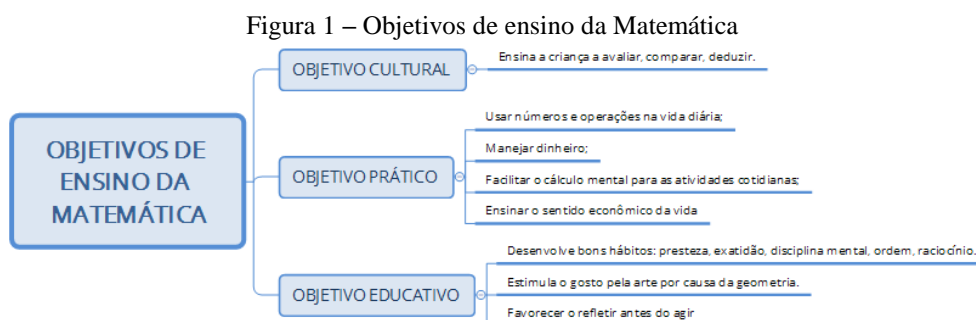 Figura 1 – Objetivos de ensino da Matemática
OBJETIVOS DE
ENSINO DA
MATEMÁTICA
OBJETIVO CULTURAL
Ensina a criança a avaliar, comparar, deduzir.
OBJETIVO PRÁTICO
Usar números e operações na vida diária;
Manejar dinheiro;
Facilitar o cálculo mental para as atividades cotidianas;
Ensinar o sentido econômico da vida
OBJETIVO EDUCATIVO
Desenvolve bons hábitos: presteza, exatidão, disciplina mental, ordem, raciocínio.
Estimula o gosto pela arte por causa da geometria.
Favorecer o refletir antes do agir